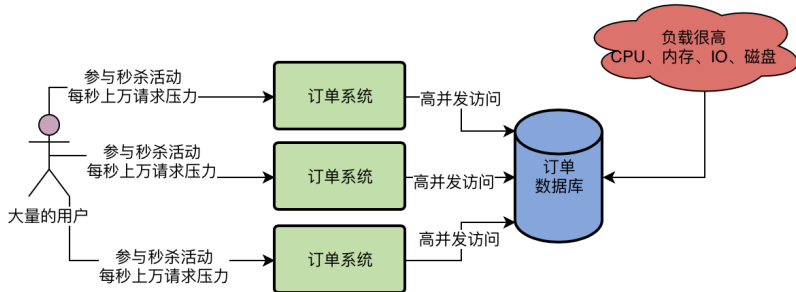 负载很高
CPU、内存、IO、磁盘
参与秒杀活动
每秒上万请求压力
订单系统
高并发访问
参与秒杀活动
每秒上万请求压力
订单系统
高并发访问
订单
数据库
大量的用户
参与秒杀活动
每秒上万请求压力
订单系统
高并发访问